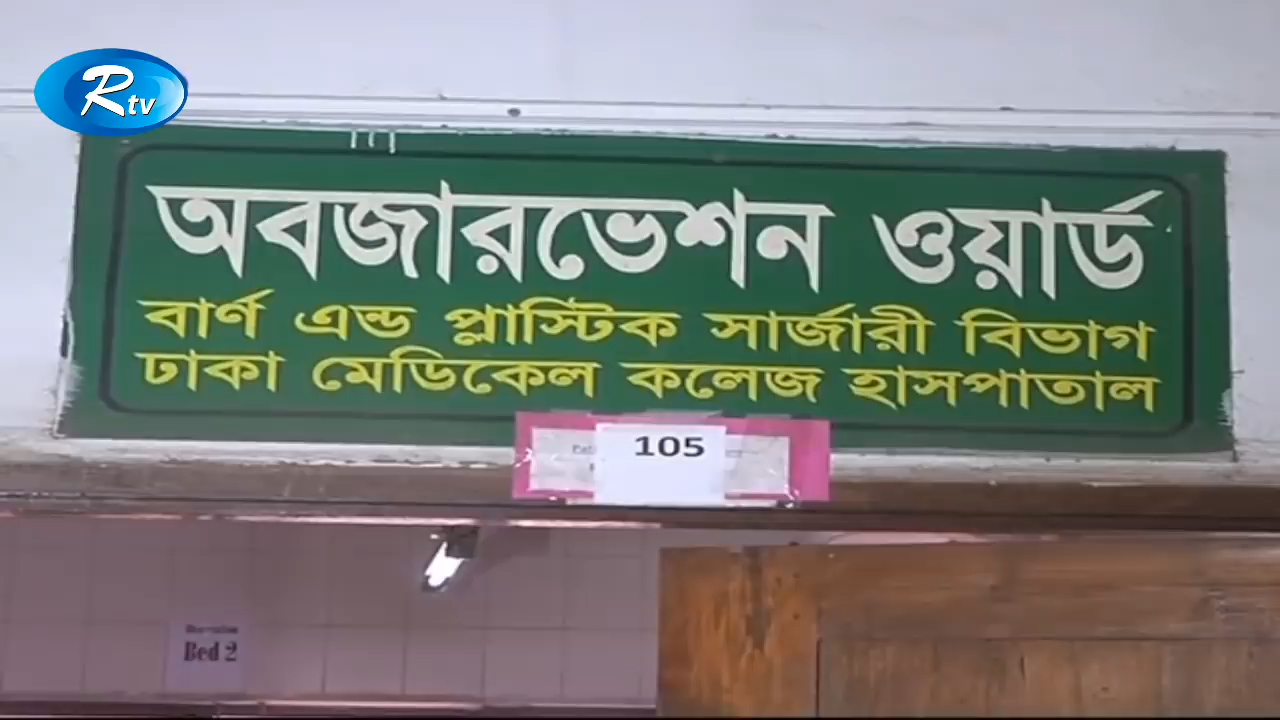 Rtv
অবজারভেশন ওয়ার্ড
বার্ণ এন্ড প্লাস্টিক সার্জারী বিভাগ
ঢাকা মেডিকেল কলেজ হাসপাতাল
105
Bed 2